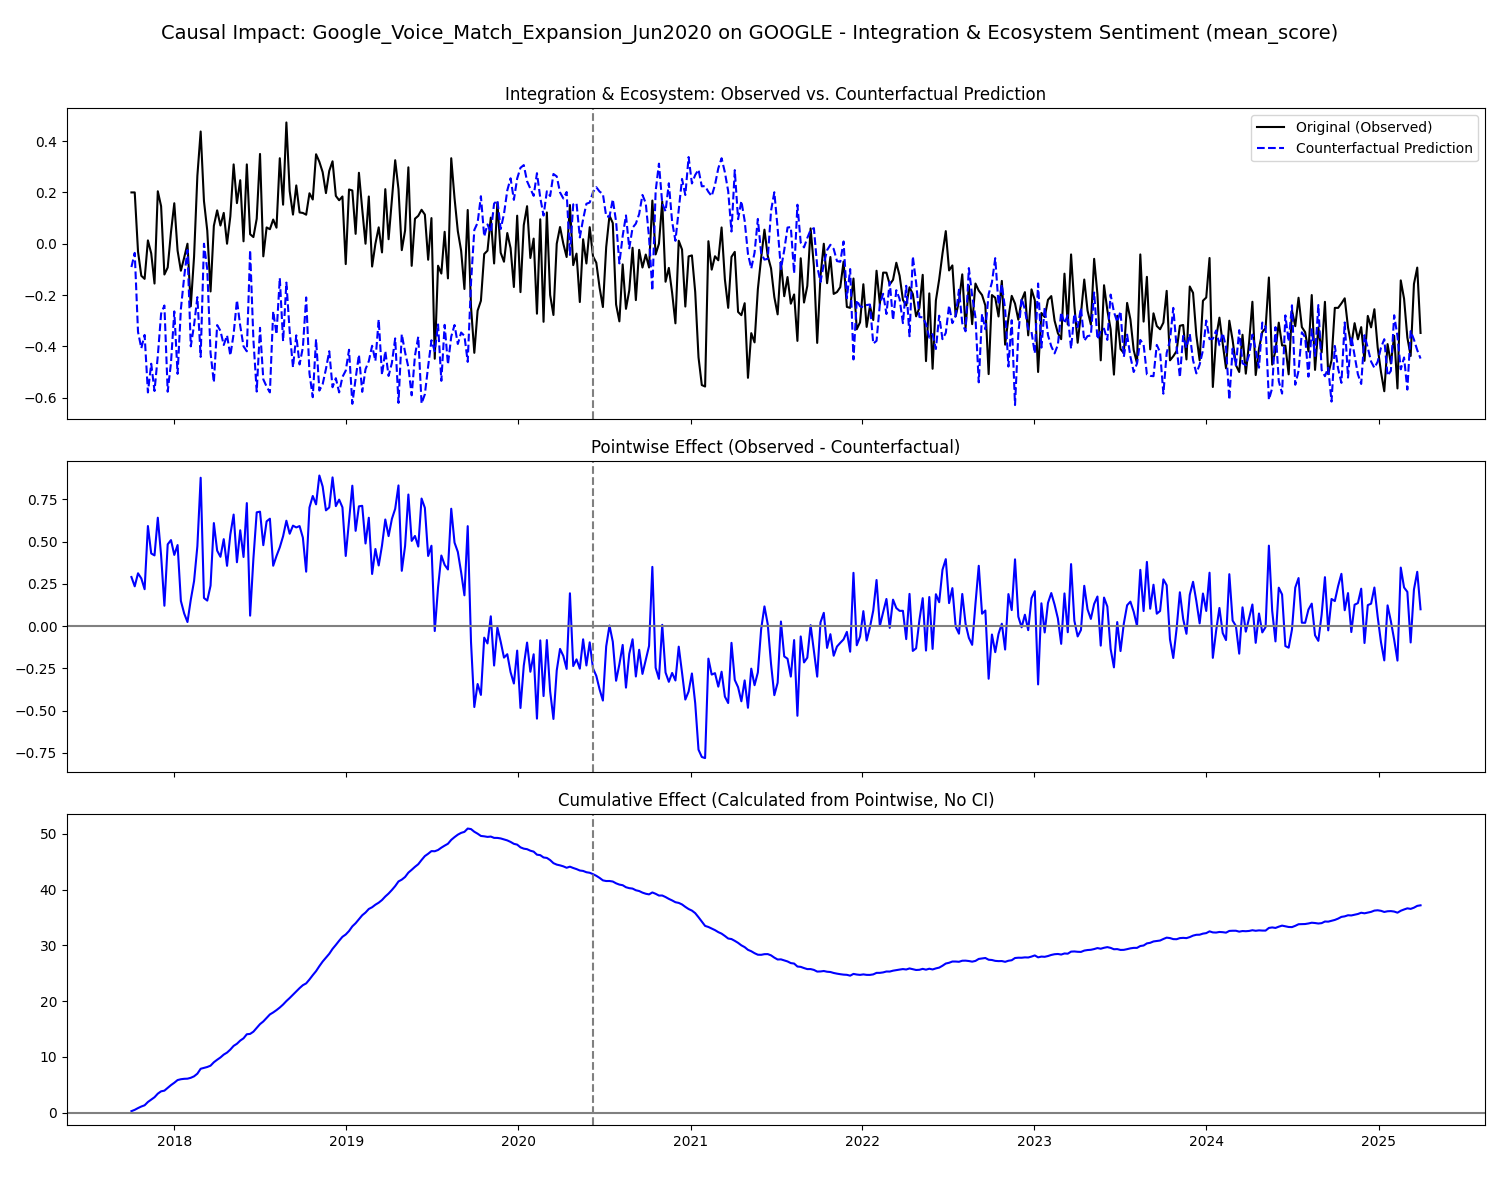 Causal Impact: Google_Voice_Match_Expansion_Jun2020 on GOOGLE - Integration & Ecosystem Sentiment (mean_score)
Integration & Ecosystem: Observed vs. Counterfactual Prediction
Original (Observed)
Counterfactual Prediction
0.4
0.2
0.0
−0.2
−0.4
−0.6
Pointwise Effect (Observed - Counterfactual)
0.75
0.50
0.25
0.00
−0.25
−0.50
−0.75
Cumulative Effect (Calculated from Pointwise, No CI)
50
40
30
20
10
0
2018 2019 2020 2021 2022 2023 2024 2025